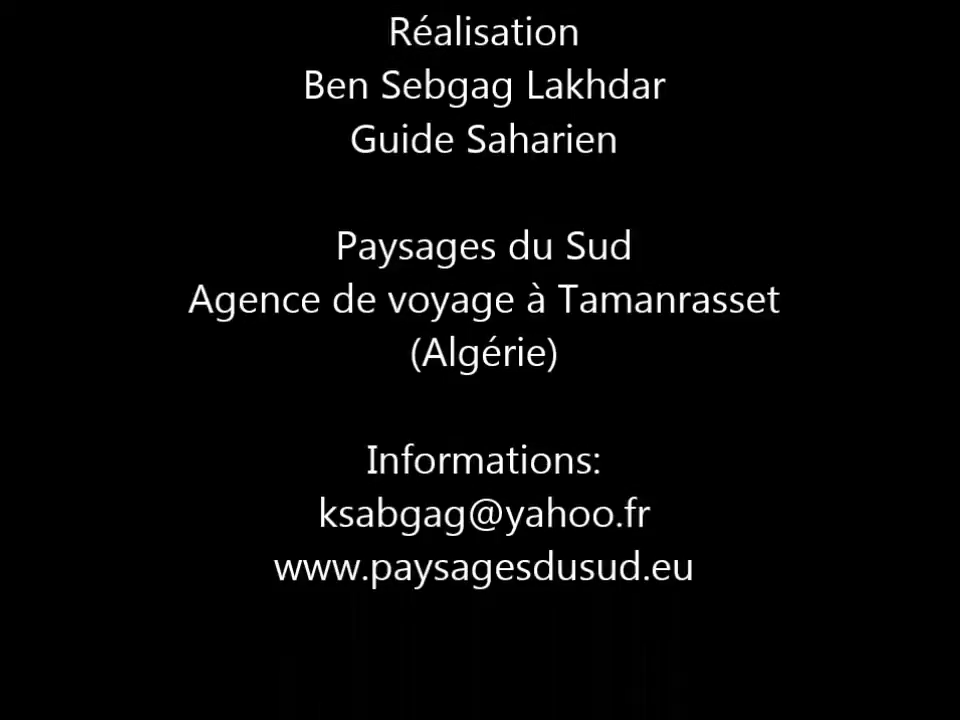 Réalisation
Ben Sebgag Lakhdar
Guide Saharien
Paysages du Sud
Agence de voyage à Tamanrasset
(Algérie)
Informations:
ksabgag@yahoo.fr
www.paysagesdusud.eu